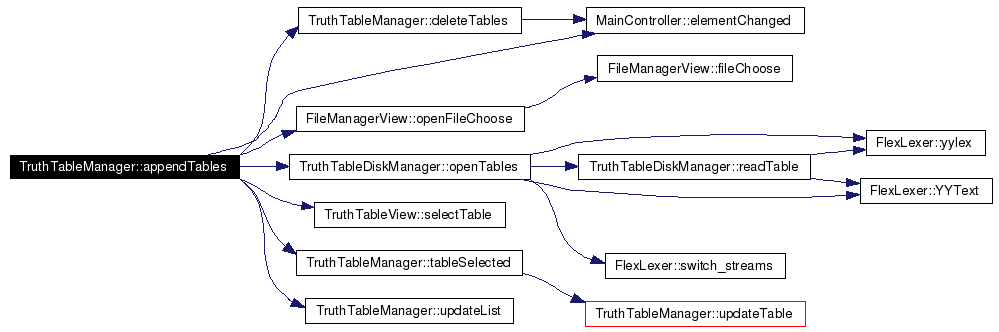 TruthTableManager::deleteTables
MainController::elementChanged
FileManagerView::fileChoose
FileManagerView::openFileChoose
FlexLexer::yylex
TruthTableManager::appendTables
TruthTableDiskManager::openTables
TruthTableDiskManager::readTable
FlexLexer::YYText
TruthTableView::selectTable
TruthTableManager::tableSelected
FlexLexer::switch_streams
TruthTableManager::updateList
TruthTableManager::updateTable